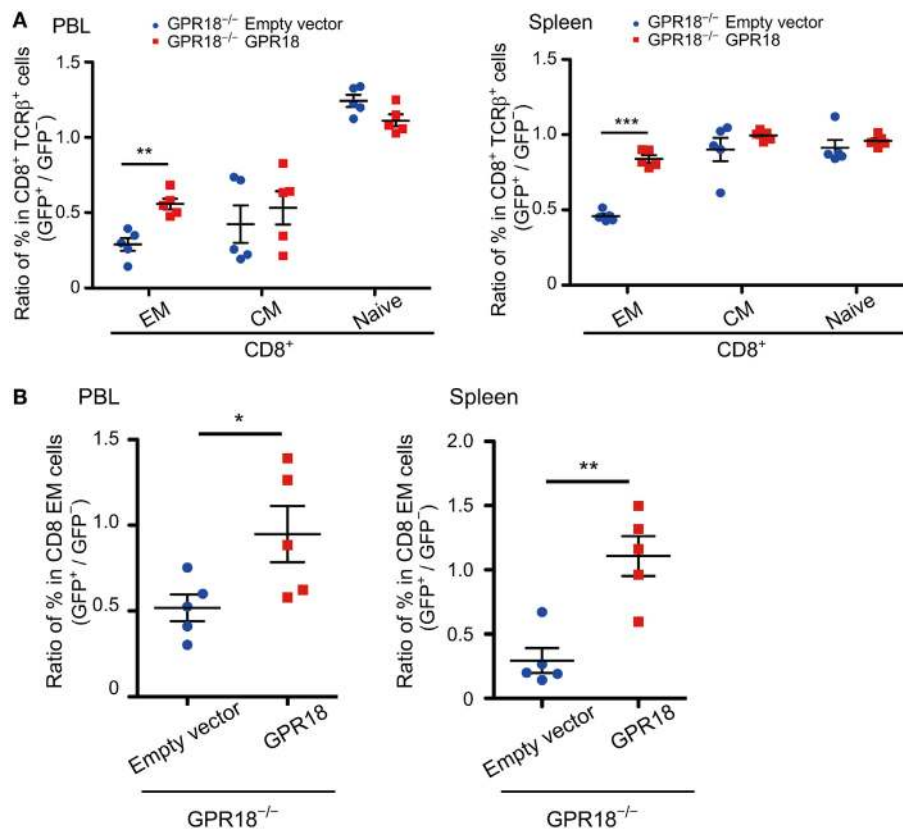 A
PBL
GPR18⁻/⁻ Empty vector
GPR18⁻/⁻ GPR18
Ratio of % in CD8⁺ TCRβ⁺ cells
(GFP⁺ / GFP⁻)
1.5
1.0
0.5
0
**
EM
CM
Naive
CD8⁺
Spleen
GPR18⁻/⁻ Empty vector
GPR18⁻/⁻ GPR18
Ratio of % in CD8⁺ TCRβ⁺ cells
(GFP⁺ / GFP⁻)
1.5
1.0
0.5
0
***
EM
CM
Naive
CD8⁺
B
PBL
Ratio of % in CD8 EM cells
(GFP⁺ / GFP⁻)
1.5
1.0
0.5
0
*
Empty vector
GPR18
GPR18⁻/⁻
Spleen
Ratio of % in CD8 EM cells
(GFP⁺ / GFP⁻)
2.0
1.5
1.0
0.5
0
**
Empty vector
GPR18
GPR18⁻/⁻